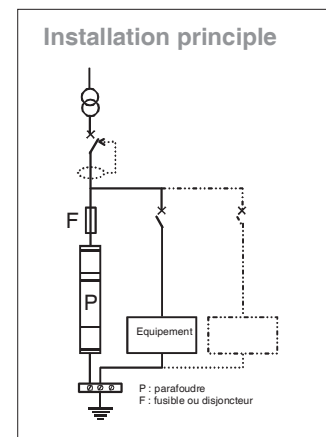 Installation principle
F
P
Equipement
P : parafoudre
F : fusible ou disjoncteur